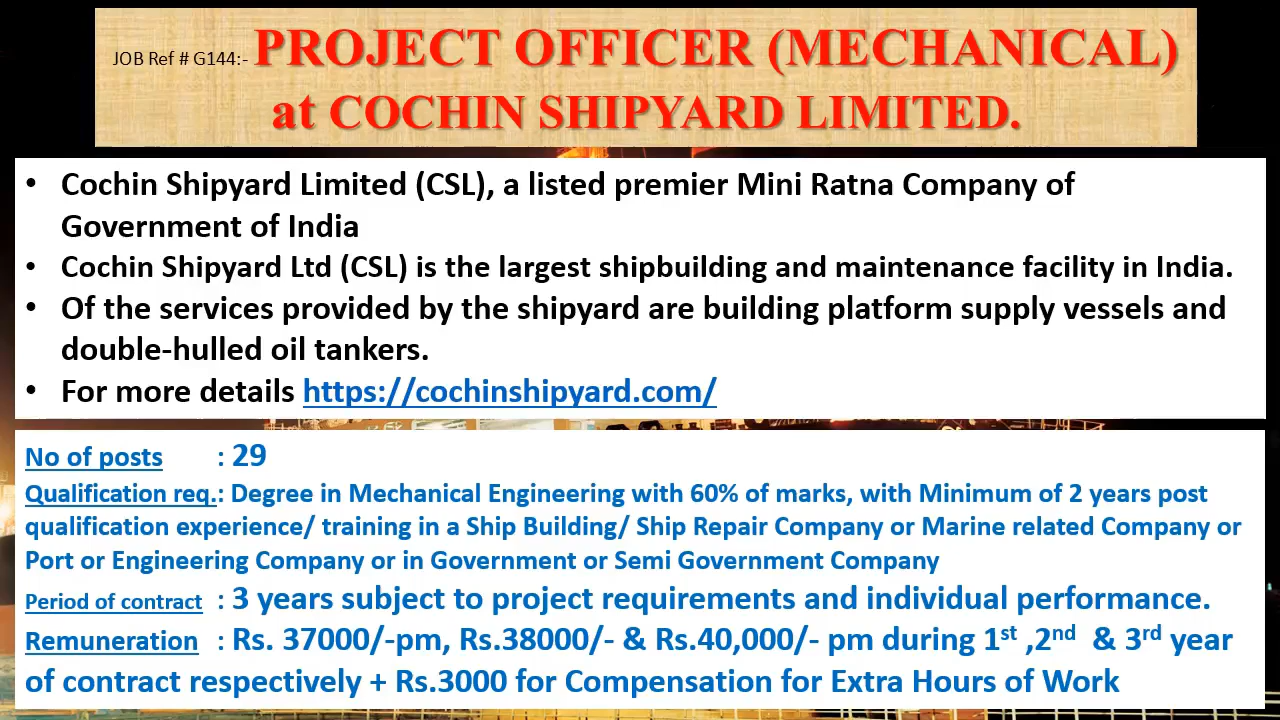 JOB Ref # G144:- PROJECT OFFICER (MECHANICAL)
at COCHIN SHIPYARD LIMITED.
• Cochin Shipyard Limited (CSL), a listed premier Mini Ratna Company of
Government of India
• Cochin Shipyard Ltd (CSL) is the largest shipbuilding and maintenance facility in India.
• Of the services provided by the shipyard are building platform supply vessels and
double-hulled oil tankers.
• For more details https://cochinshipyard.com/
No of posts : 29
Qualification req.: Degree in Mechanical Engineering with 60% of marks, with Minimum of 2 years post
qualification experience/ training in a Ship Building/ Ship Repair Company or Marine related Company or
Port or Engineering Company or in Government or Semi Government Company
Period of contract : 3 years subject to project requirements and individual performance.
Remuneration : Rs. 37000/-pm, Rs.38000/- & Rs.40,000/- pm during 1st ,2nd & 3rd year
of contract respectively + Rs.3000 for Compensation for Extra Hours of Work